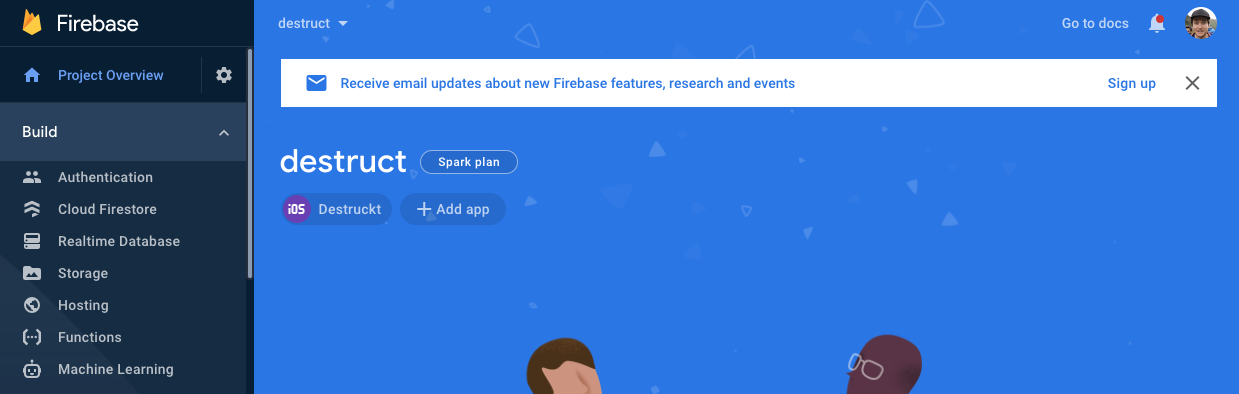 Firebase
destruct
Go to docs
Project Overview
Receive email updates about new Firebase features, research and events
Sign up
Build
destruct
Spark plan
Authentication
Cloud Firestore
iOS Destruckt
Add app
Realtime Database
Storage
Hosting
Functions
Machine Learning